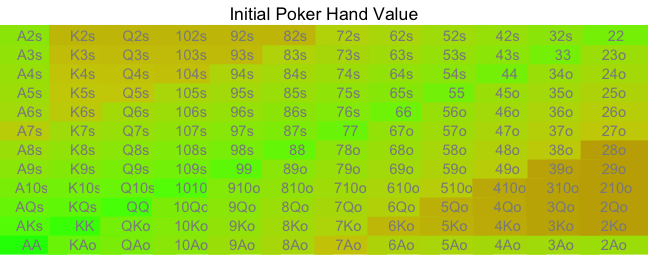 Initial Poker Hand Value
A2s K2s Q2s 102s 92s 82s 72s 62s 52s 42s 32s 22
A3s K3s Q3s 103s 93s 83s 73s 63s 53s 43s 33 23o
A4s K4s Q4s 104s 94s 84s 74s 64s 54s 44 34o 24o
A5s K5s Q5s 105s 95s 85s 75s 65s 55 45o 35o 25o
A6s K6s Q6s 106s 96s 86s 76s 66 56o 46o 36o 26o
A7s K7s Q7s 107s 97s 87s 77 67o 57o 47o 37o 27o
A8s K8s Q8s 108s 98s 88 78o 68o 58o 48o 38o 28o
A9s K9s Q9s 109s 99 89o 79o 69o 59o 49o 39o 29o
A10s K10s Q10s 1010 910o 810o 710o 610o 510o 410o 310o 210o
AQs KQs QQ 10Qo 9Qo 8Qo 7Qo 6Qo 5Qo 4Qo 3Qo 2Qo
AKs KK QKo 10Ko 9Ko 8Ko 7Ko 6Ko 5Ko 4Ko 3Ko 2Ko
AA KAo QAo 10Ao 9Ao 8Ao 7Ao 6Ao 5Ao 4Ao 3Ao 2Ao